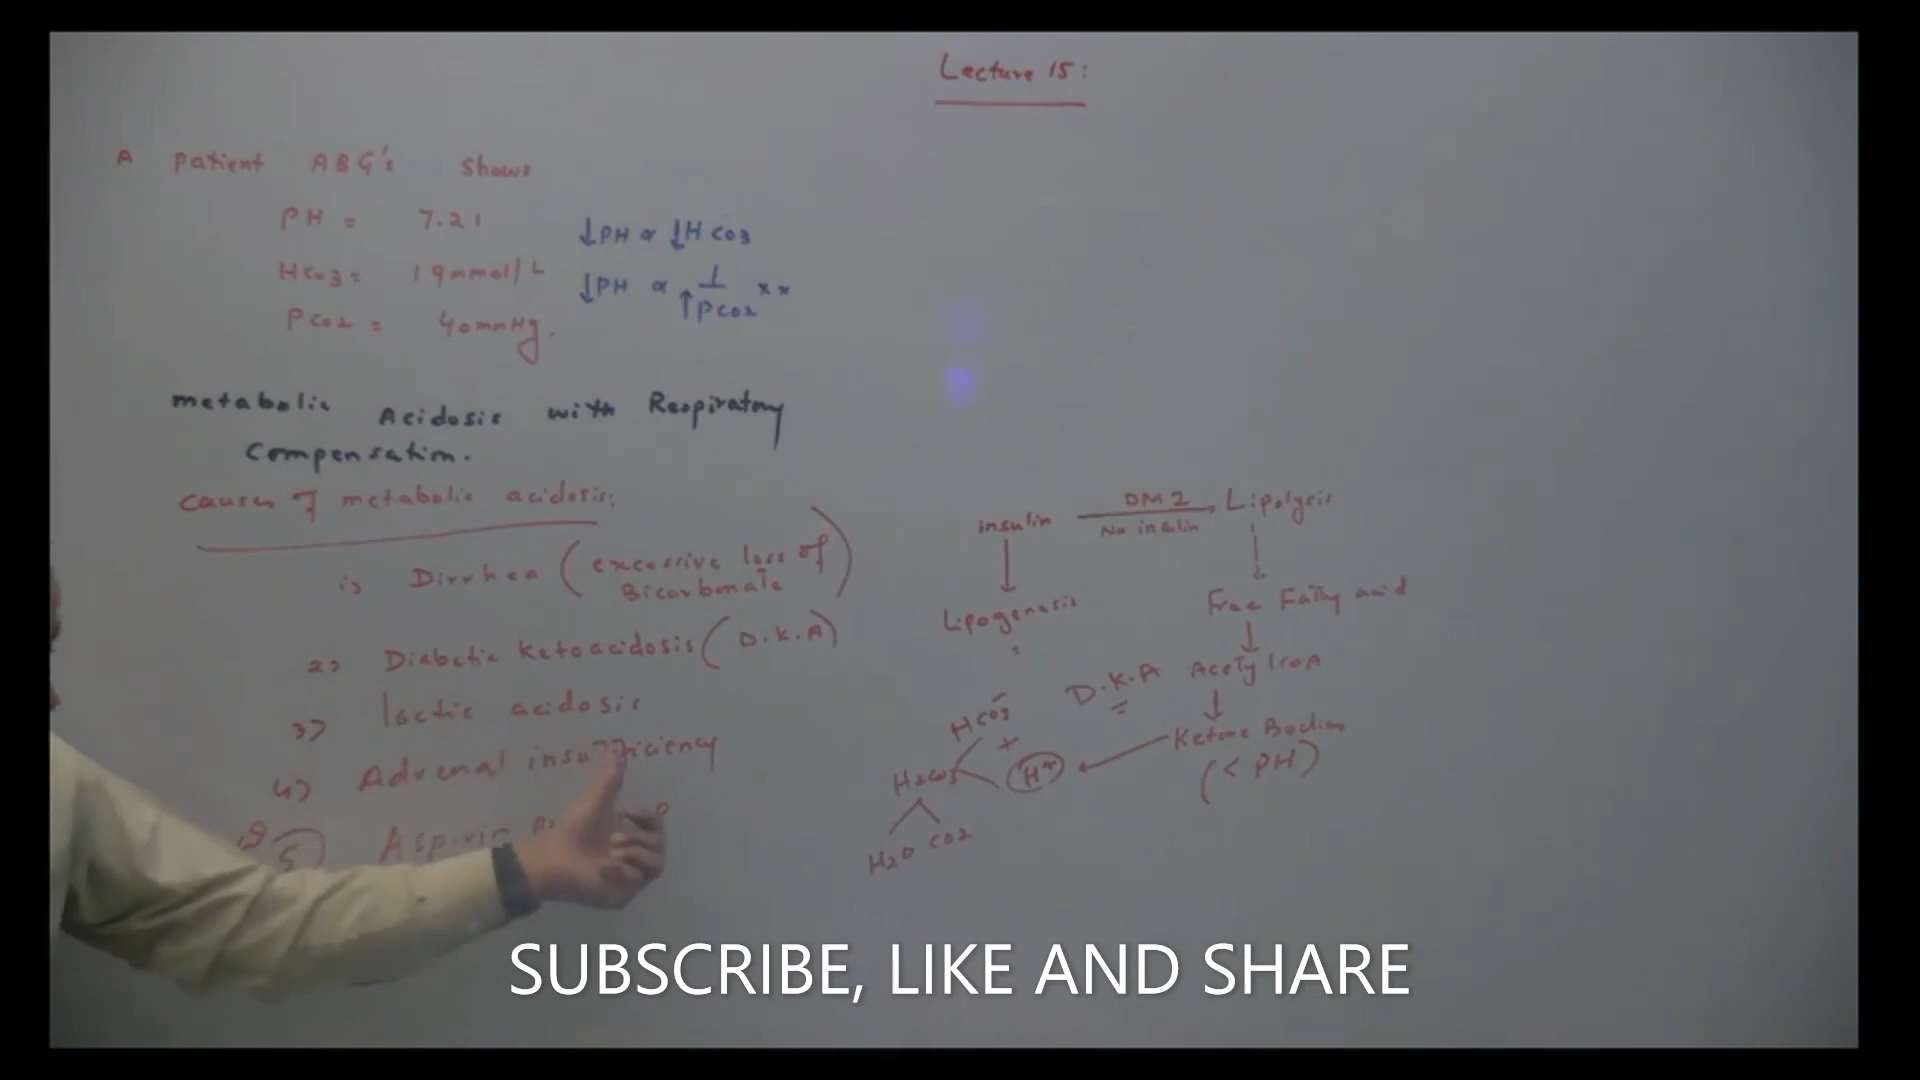 Lecture 15:
A patient ABG's shows
PH = 7.21
HCO3= 19mmol/L
PCO2 = 40mmHg.
↓PH ∝ ↓HCO3
↓PH ∝ 1/↑PCO2 xx
metabolic Acidosis with Respiratory
Compensation.
causes of metabolic acidosis:
1) Dirrhea (excessive loss of
Bicarbonate)
2) Diabetic Ketoacidosis (D.K.A)
3) lactic acidosis
4) Adrenal insufficiency
5) Aspirin
insulin DM2 → Lipolysis
No inslin
↓
Lipogenesis
Free Fatty acid
↓
D.K.A Acetyl COA
↓
Ketone Bodies
(< PH)
HCO3-
+
H2CO3 H+
H2O CO2
SUBSCRIBE, LIKE AND SHARE